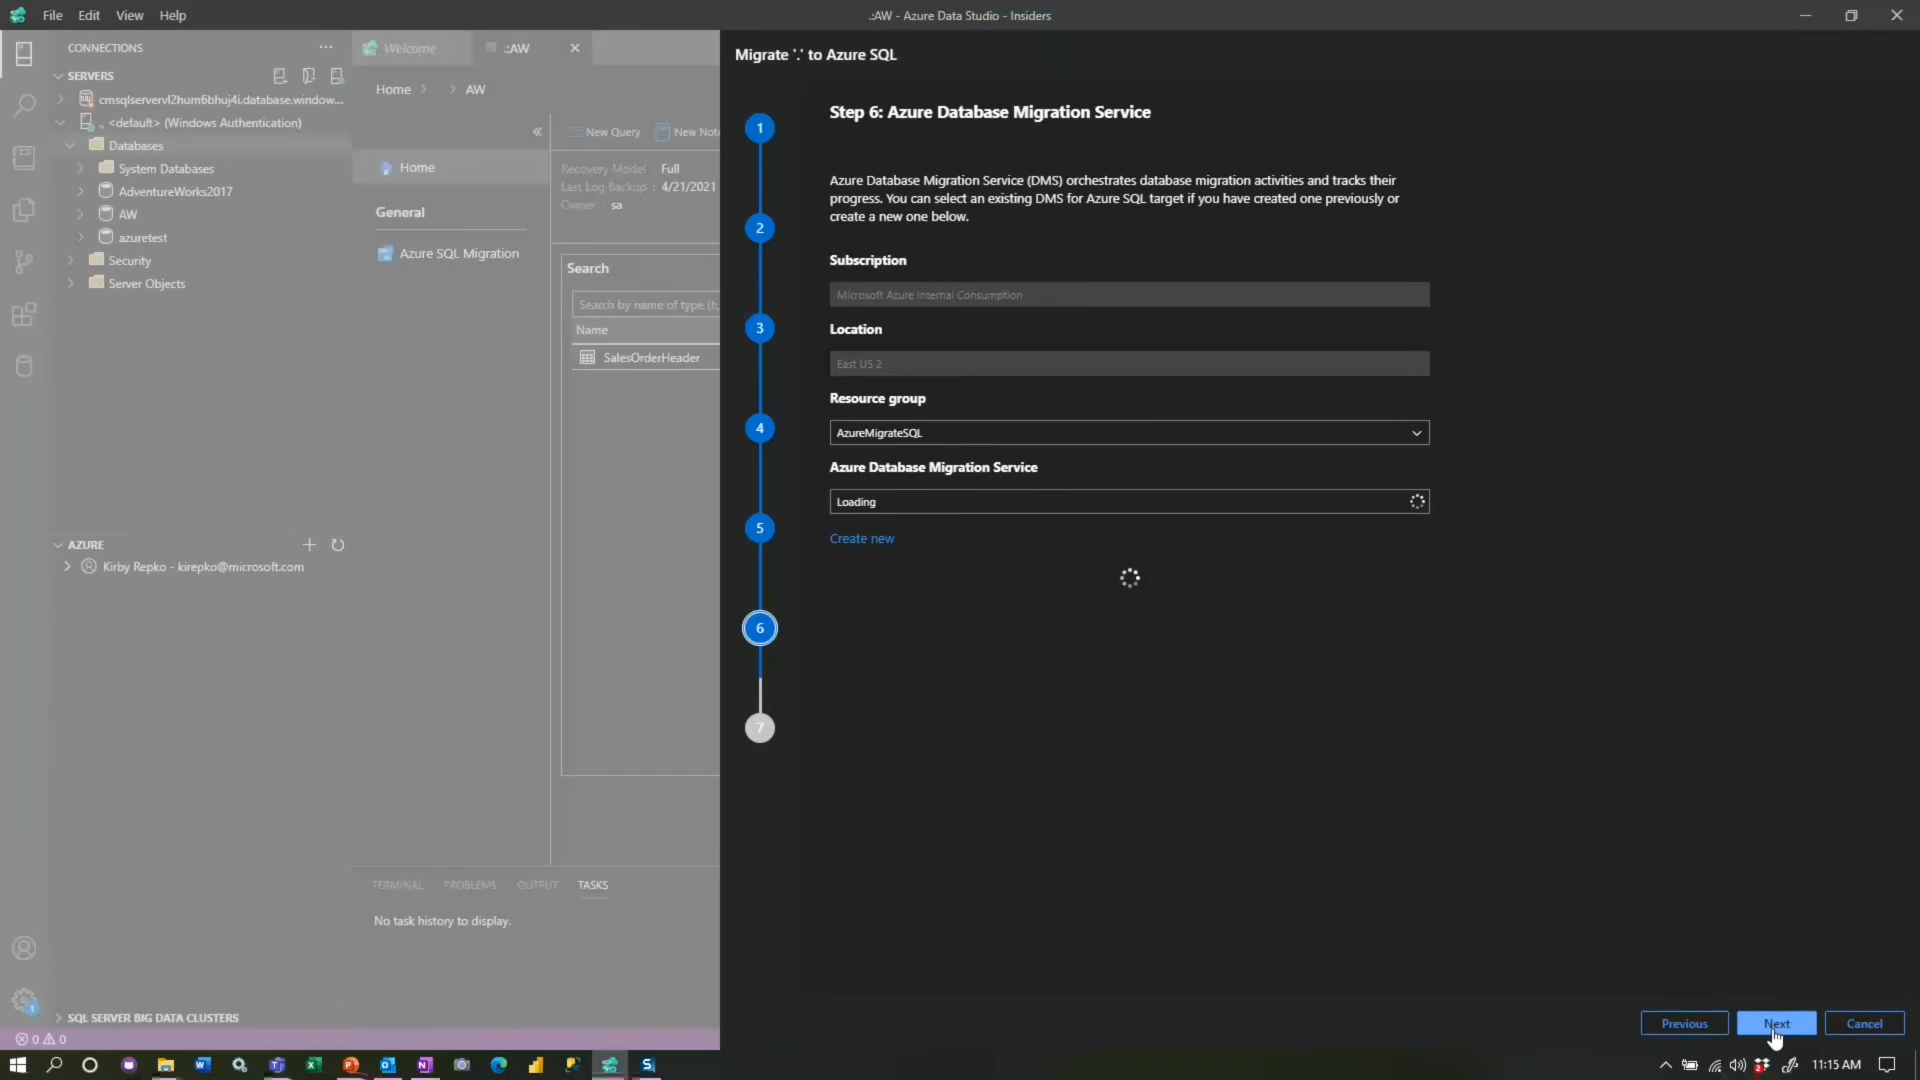 File Edit View Help
.:AW - Azure Data Studio - Insiders
CONNECTIONS
SERVERS
cmsqlservervl2hum6bhuj4i.database.window...
., <default> (Windows Authentication)
Databases
System Databases
AdventureWorks2017
AW
azuretest
Security
Server Objects
AZURE
Kirby Repko - kirepko@microsoft.com
SQL SERVER BIG DATA CLUSTERS
0 0
Welcome
.:AW
Home > . > AW
New Query
New Not
Home
General
Azure SQL Migration
Recovery Model : Full
Last Log Backup : 4/21/2021
Owner : sa
Search
Search by name of type (t:,
Name
SalesOrderHeader
TERMINAL PROBLEMS OUTPUT TASKS
No task history to display.
Migrate '.' to Azure SQL
1
2
3
4
5
6
7
Step 6: Azure Database Migration Service
Azure Database Migration Service (DMS) orchestrates database migration activities and tracks their
progress. You can select an existing DMS for Azure SQL target if you have created one previously or
create a new one below.
Subscription
Microsoft Azure Internal Consumption
Location
East US 2
Resource group
AzureMigrateSQL
Azure Database Migration Service
Loading
Create new
Previous
Next
Cancel
11:15 AM